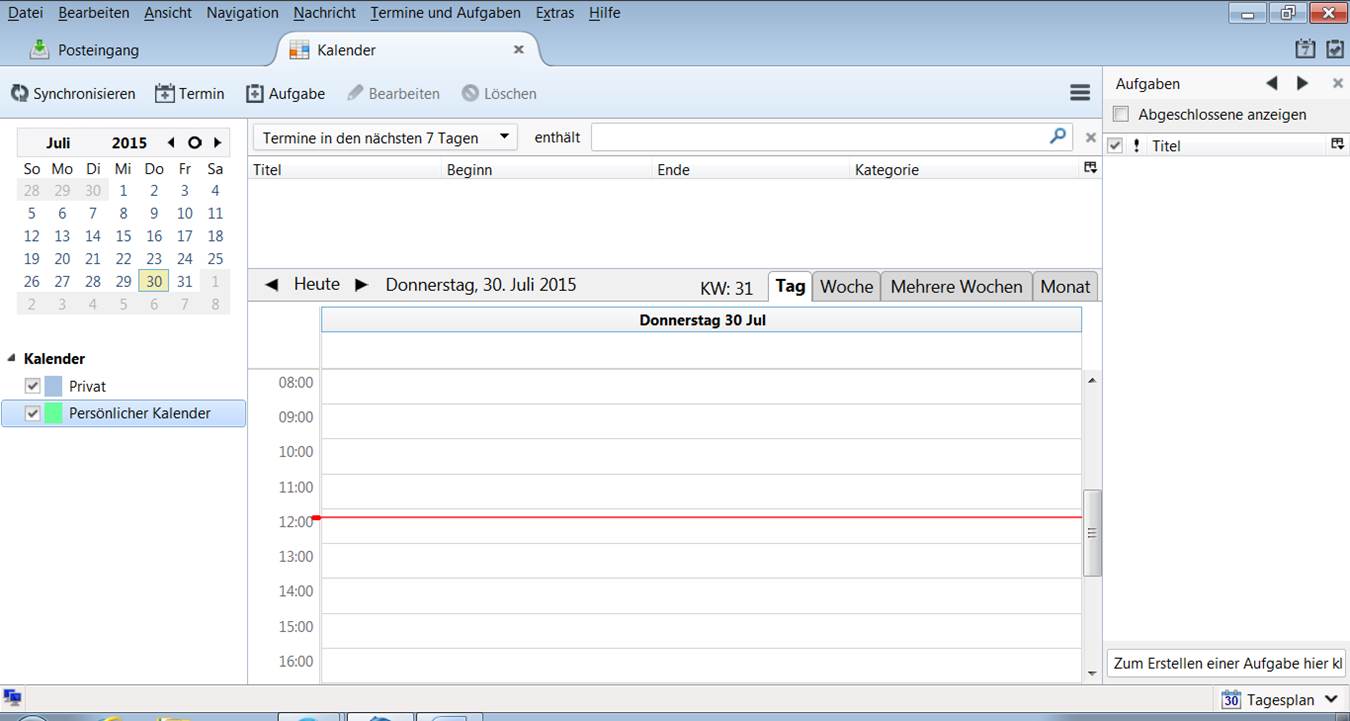 Datei Bearbeiten Ansicht Navigation Nachricht Termine und Aufgaben Extras Hilfe
Posteingang Kalender
7
Synchronisieren Termin Aufgabe Bearbeiten Löschen
Aufgaben
Abgeschlossene anzeigen
! Titel
Juli 2015
So Mo Di Mi Do Fr Sa
28 29 30 1 2 3 4
5 6 7 8 9 10 11
12 13 14 15 16 17 18
19 20 21 22 23 24 25
26 27 28 29 30 31 1
2 3 4 5 6 7 8
Kalender
Privat
Persönlicher Kalender
Termine in den nächsten 7 Tagen enthält
Titel Beginn Ende Kategorie
Heute Donnerstag, 30. Juli 2015 KW: 31 Tag Woche Mehrere Wochen Monat
Donnerstag 30 Jul
08:00
09:00
10:00
11:00
12:00
13:00
14:00
15:00
16:00
Zum Erstellen einer Aufgabe hier kl
30 Tagesplan